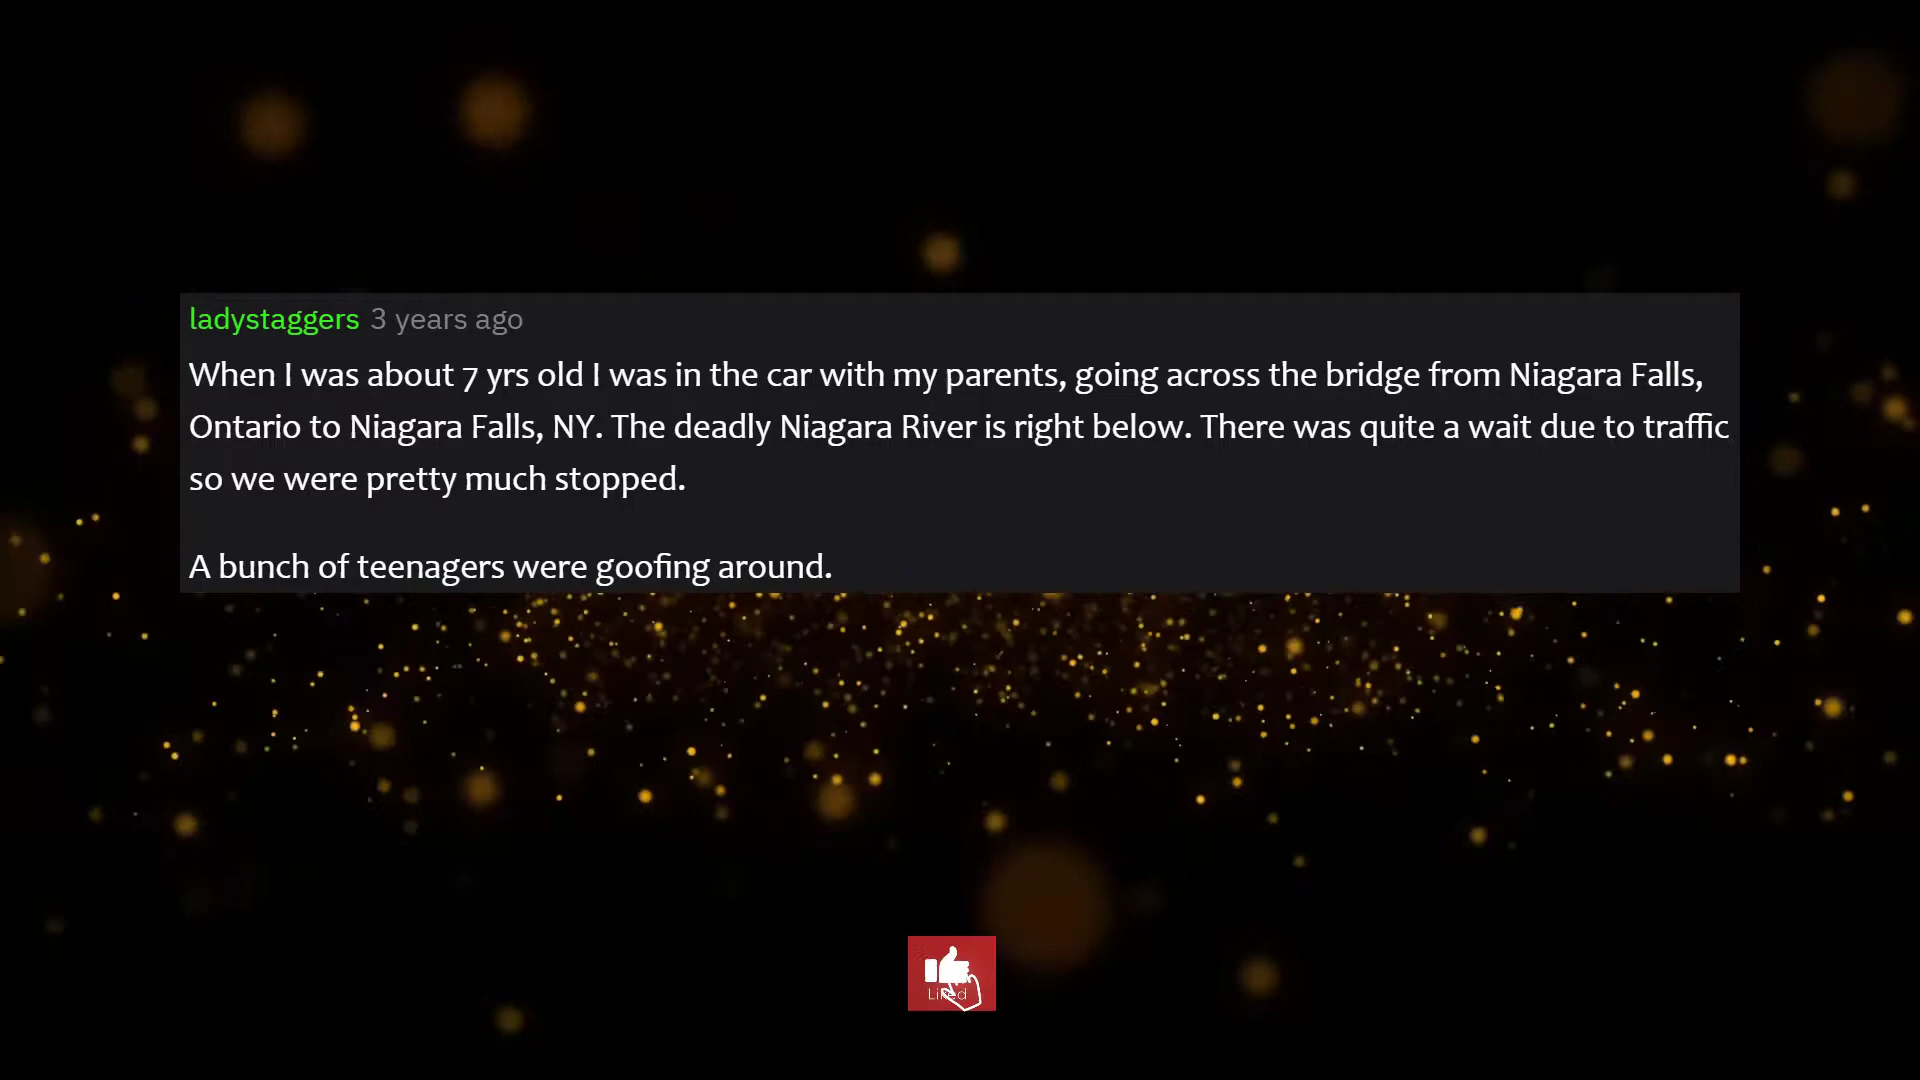 ladystaggers 3 years ago
When I was about 7 yrs old I was in the car with my parents, going across the bridge from Niagara Falls,
Ontario to Niagara Falls, NY. The deadly Niagara River is right below. There was quite a wait due to traffic
so we were pretty much stopped.
A bunch of teenagers were goofing around.
Liked